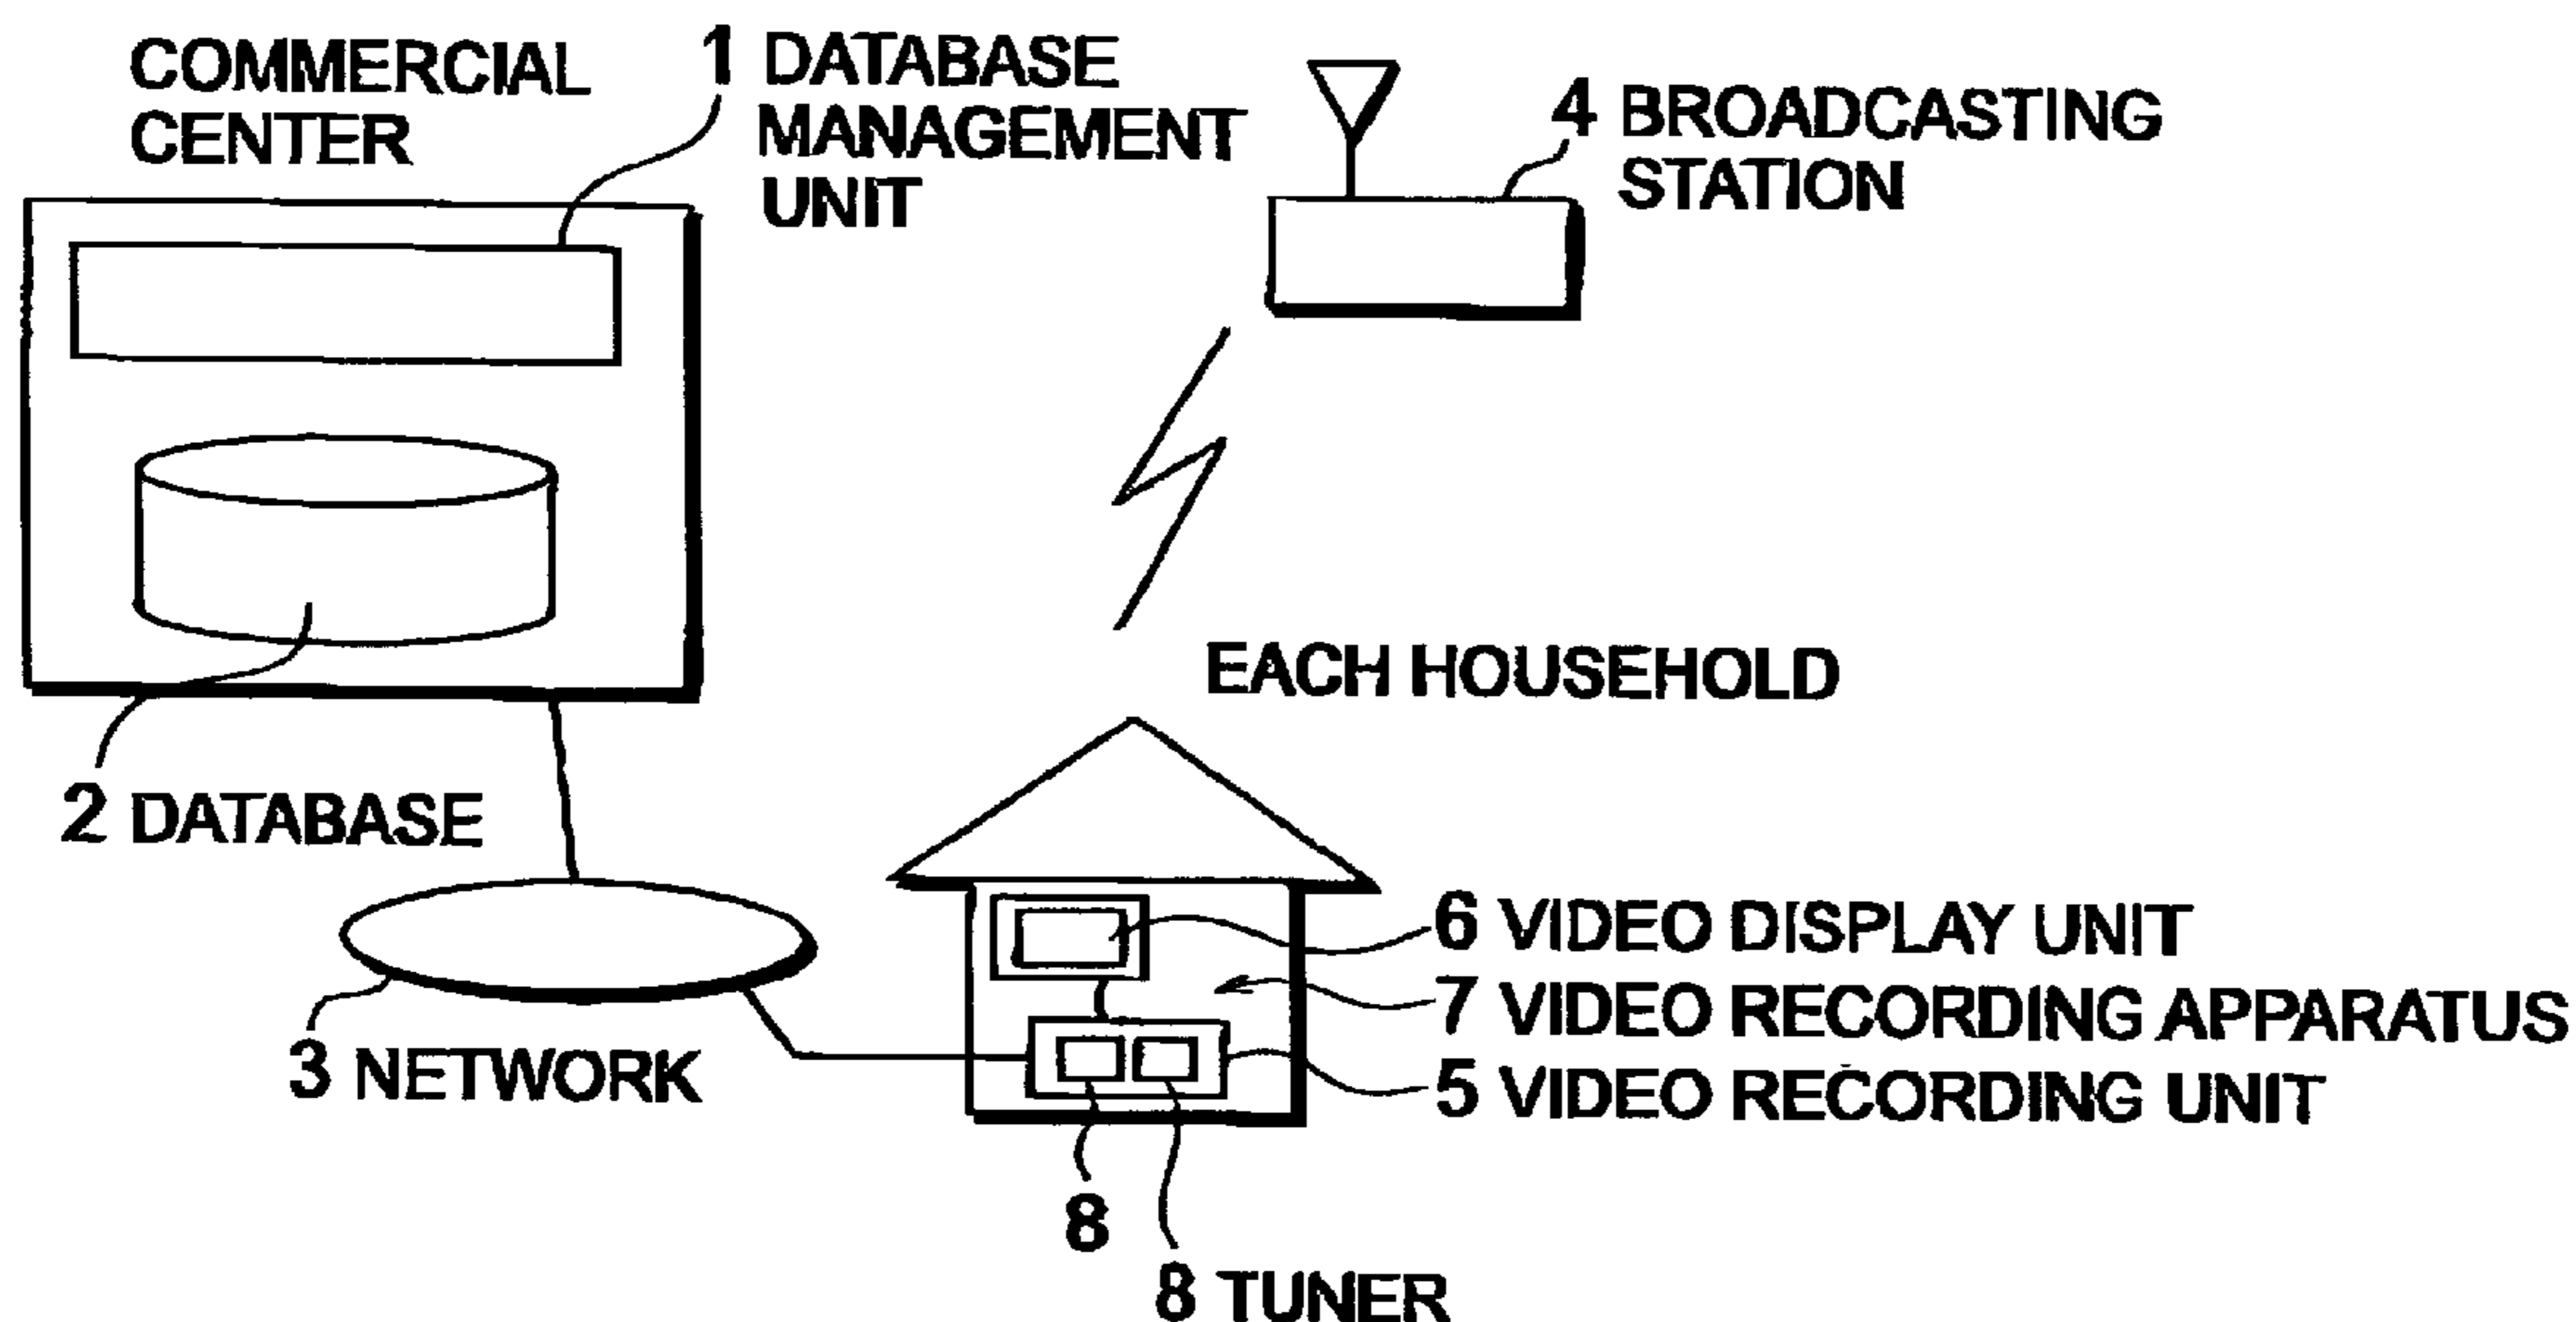 COMMERCIAL
CENTER
1 DATABASE
MANAGEMENT
UNIT
4 BROADCASTING
STATION
2 DATABASE
EACH HOUSEHOLD
3 NETWORK
6 VIDEO DISPLAY UNIT
7 VIDEO RECORDING APPARATUS
5 VIDEO RECORDING UNIT
8
8 TUNER